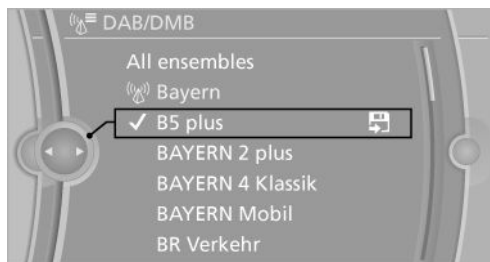 DAB/DMB
All ensembles
Bayern
B5 plus
BAYERN 2 plus
BAYERN 4 Klassik
BAYERN Mobil
BR Verkehr